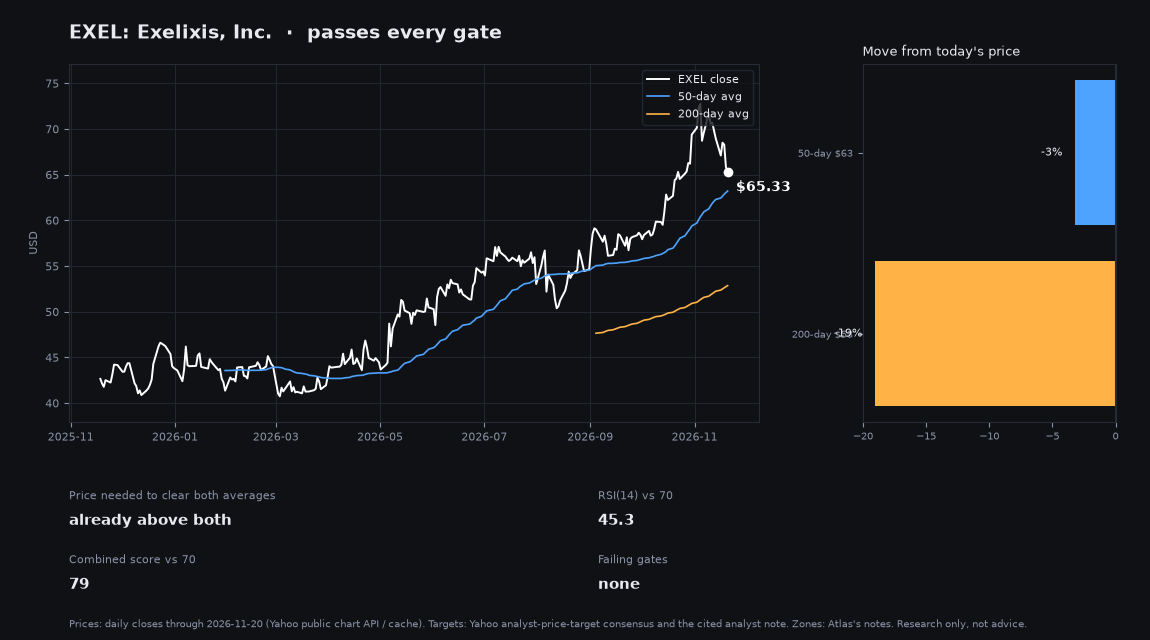 EXEL: Exelixis, Inc. · passes every gate
Move from today's price
EXEL close
50-day avg
200-day avg
USD
75
70
65
60
55
50
45
40
2025-11
2026-01
2026-03
2026-05
2026-07
2026-09
2026-11
$65.33
50-day $63
-3%
200-day
-19%
−20
−15
−10
−5
0
Price needed to clear both averages
already above both
RSI(14) vs 70
45.3
Combined score vs 70
79
Failing gates
none
Prices: daily closes through 2026-11-20 (Yahoo public chart API / cache). Targets: Yahoo analyst-price-target consensus and the cited analyst note. Zones: Atlas's notes. Research only, not advice.